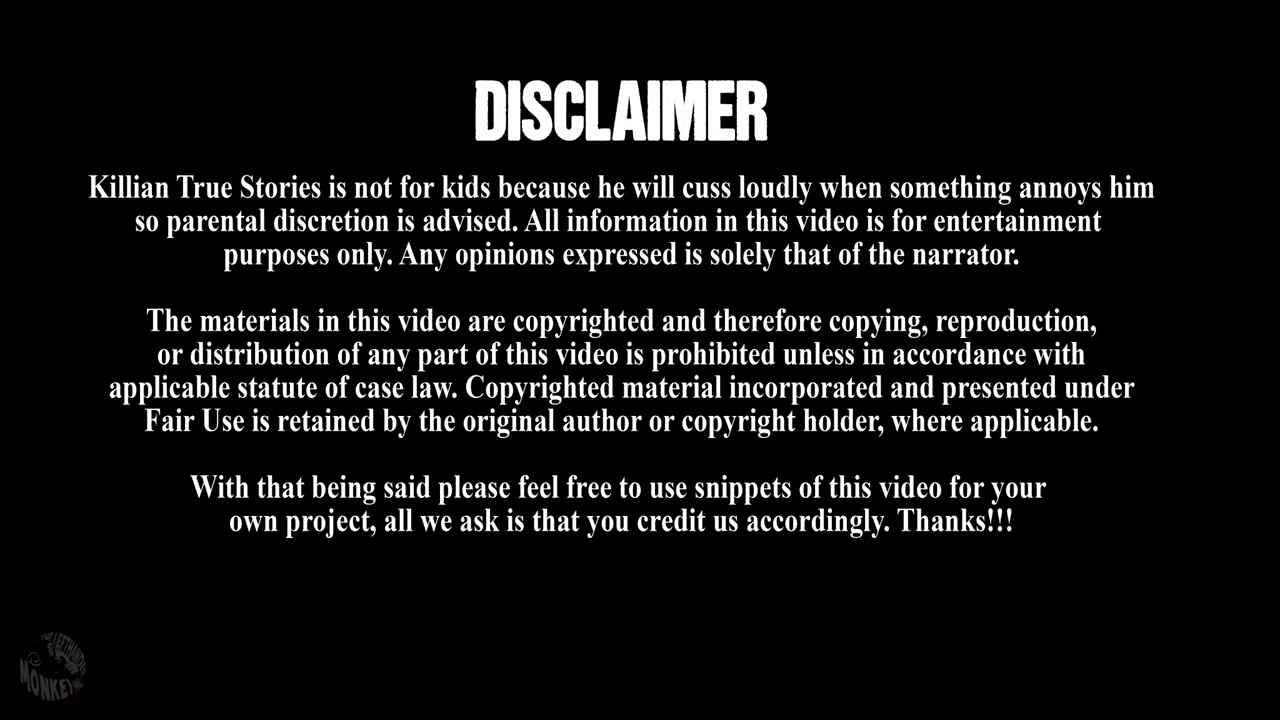 DISCLAIMER
Killian True Stories is not for kids because he will cuss loudly when something annoys him
so parental discretion is advised. All information in this video is for entertainment
purposes only. Any opinions expressed is solely that of the narrator.
The materials in this video are copyrighted and therefore copying, reproduction,
or distribution of any part of this video is prohibited unless in accordance with
applicable statute of case law. Copyrighted material incorporated and presented under
Fair Use is retained by the original author or copyright holder, where applicable.
With that being said please feel free to use snippets of this video for your
own project, all we ask is that you credit us accordingly. Thanks!!!
THE LEFTHANDED
MONKEY